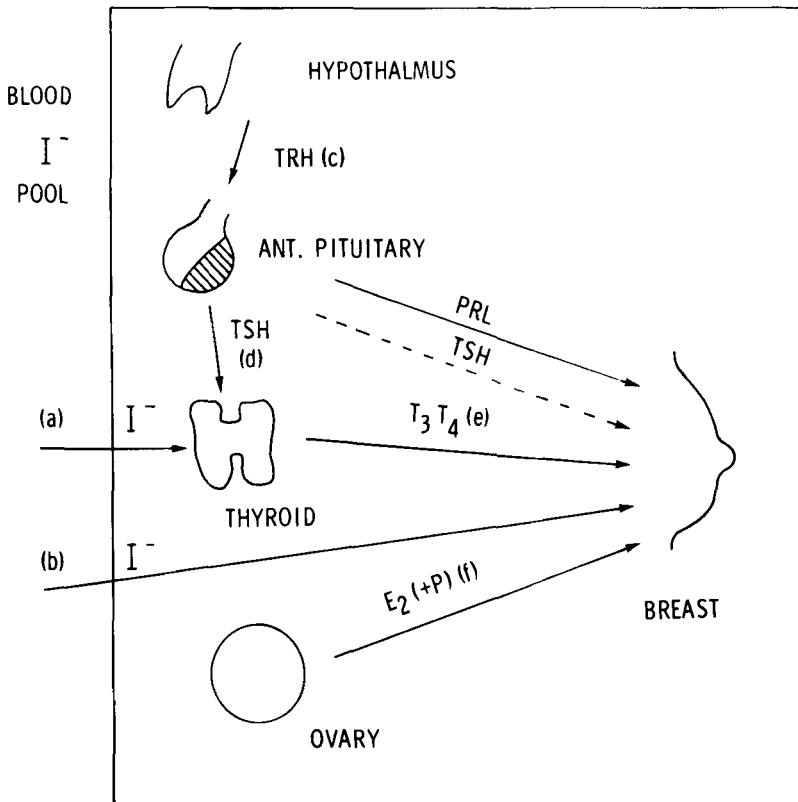 HYPOTHALMUS
BLOOD
I⁻
POOL
TRH (c)
ANT. PITUITARY
PRL
TSH
TSH
(d)
(a)
I⁻
T₃ T₄ (e)
THYROID
(b)
I⁻
E₂ (+P) (f)
BREAST
OVARY